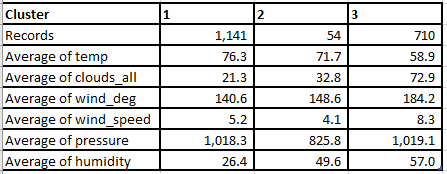 Cluster 1 2 3
Records 1,141 54 710
Average of temp 76.3 71.7 58.9
Average of clouds_all 21.3 32.8 72.9
Average of wind_deg 140.6 148.6 184.2
Average of wind_speed 5.2 4.1 8.3
Average of pressure 1,018.3 825.8 1,019.1
Average of humidity 26.4 49.6 57.0